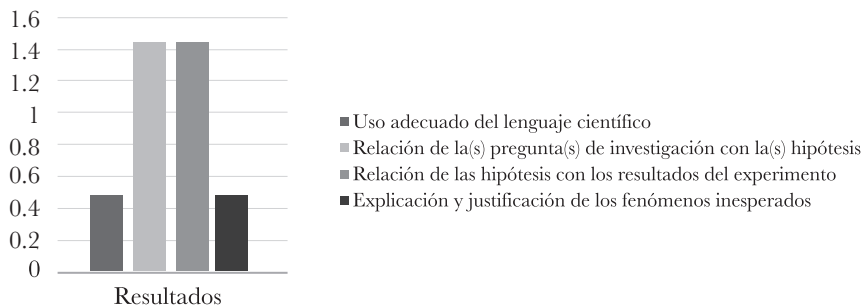 1.6
1.4
1.2
1
0.8
0.6
0.4
1.2
0
Resultados
Uso adecuado del lenguaje científico
Relación de la(s) pregunta(s) de investigación con la(s) hipótesis
Relación de las hipótesis con los resultados del experimento
Explicación y justificación de los fenómenos inesperados